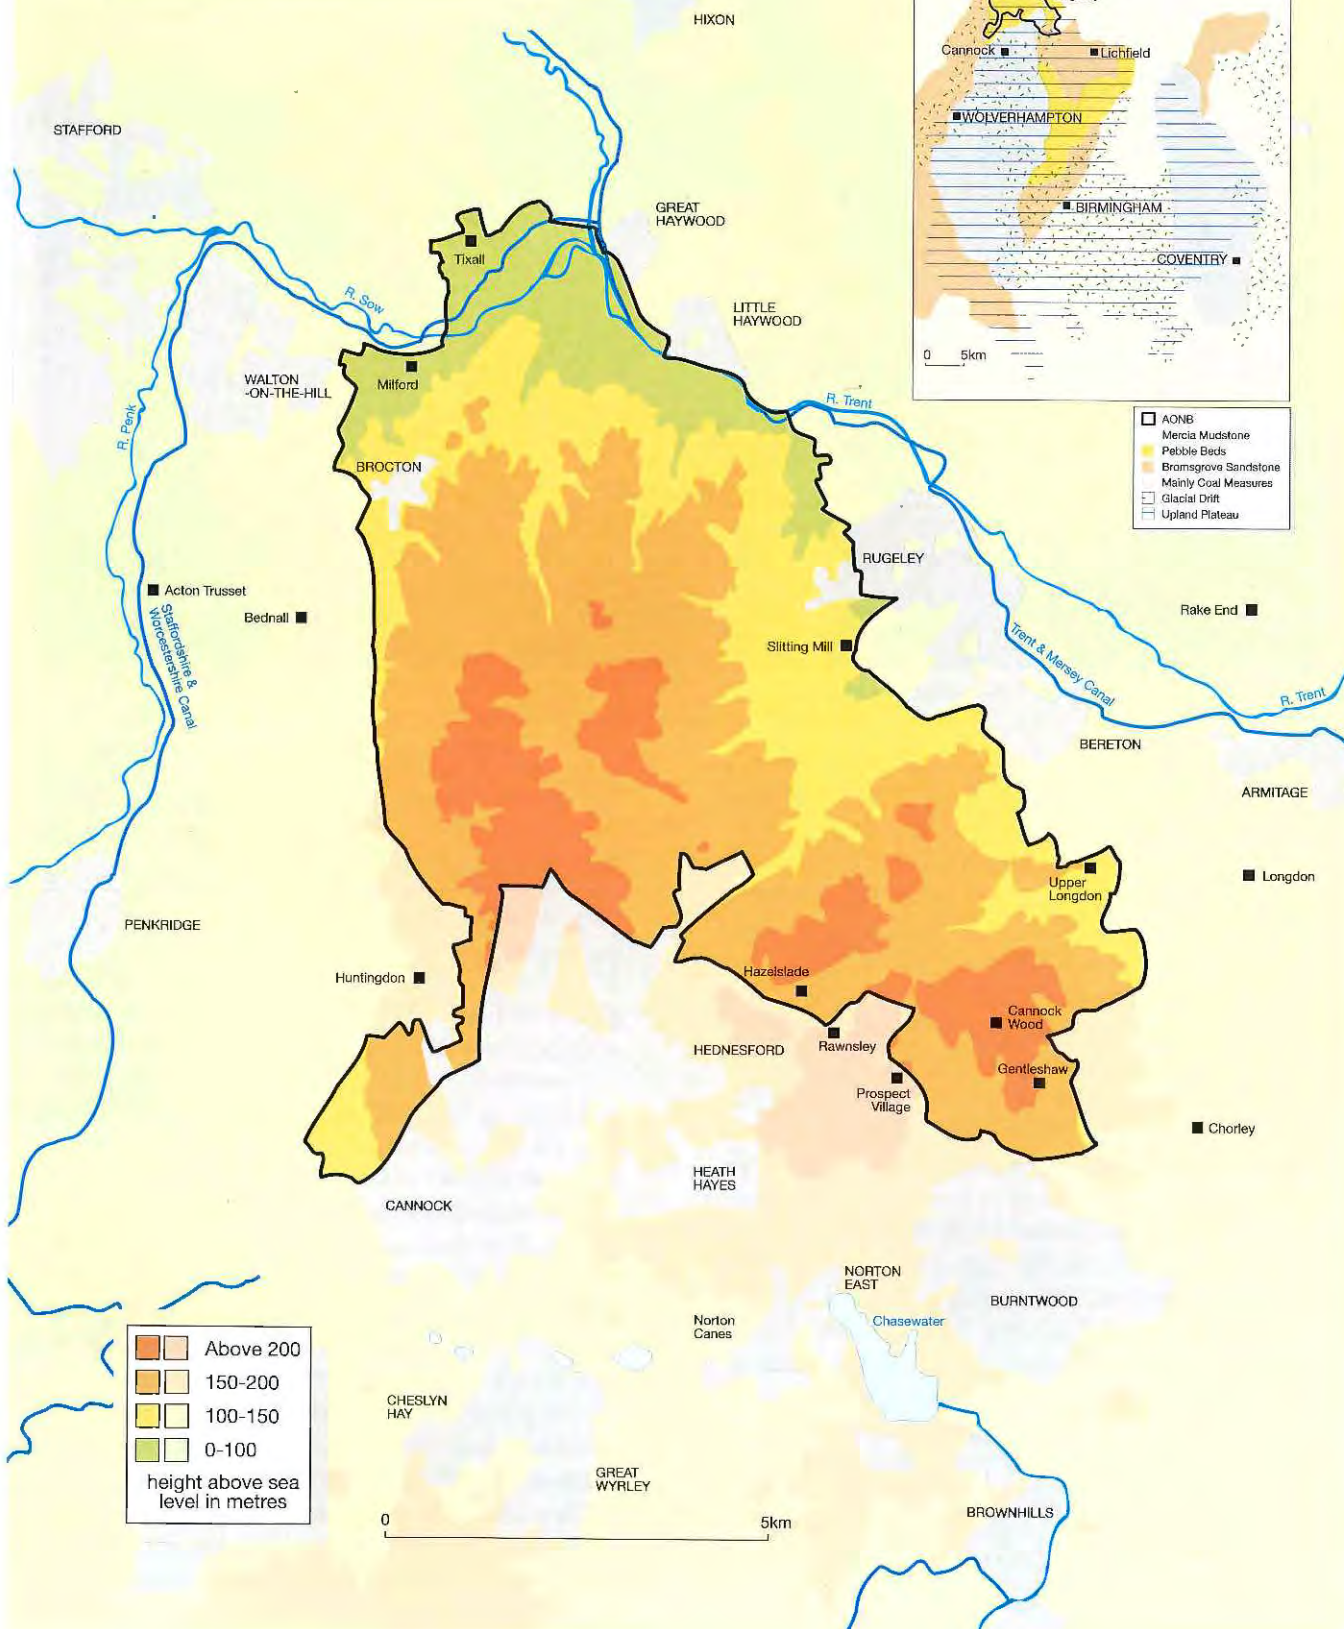 HIXON
Cannock
Lichfield
STAFFORD
WOLVERHAMPTON
BIRMINGHAM
COVENTRY
0 5km
GREAT
HAYWOOD
Tixall
R. Sow
LITTLE
HAYWOOD
WALTON
-ON-THE-HILL
Milford
R. Penk
R. Trent
AONB
Mercia Mudstone
Pebble Beds
Bromsgrove Sandstone
Mainly Coal Measures
Glacial Drift
Upland Plateau
BROCTON
RUGELEY
Acton Trusset
Bednall
Staffordshire &
Worcestershire Canal
Slitting Mill
Rake End
Trent & Mersey Canal
R. Trent
BERETON
ARMITAGE
Upper
Longdon
Longdon
PENKRIDGE
Huntingdon
Hazelslade
Cannock
Wood
HEDNESFORD
Rawnsley
Gentleshaw
Prospect
Village
Chorley
HEATH
HAYES
CANNOCK
NORTON
EAST
BURNTWOOD
Norton
Canes
Chasewater
Above 200
150-200
100-150
0-100
height above sea
level in metres
CHESLYN
HAY
GREAT
WYRLEY
BROWNHILLS
0 5km